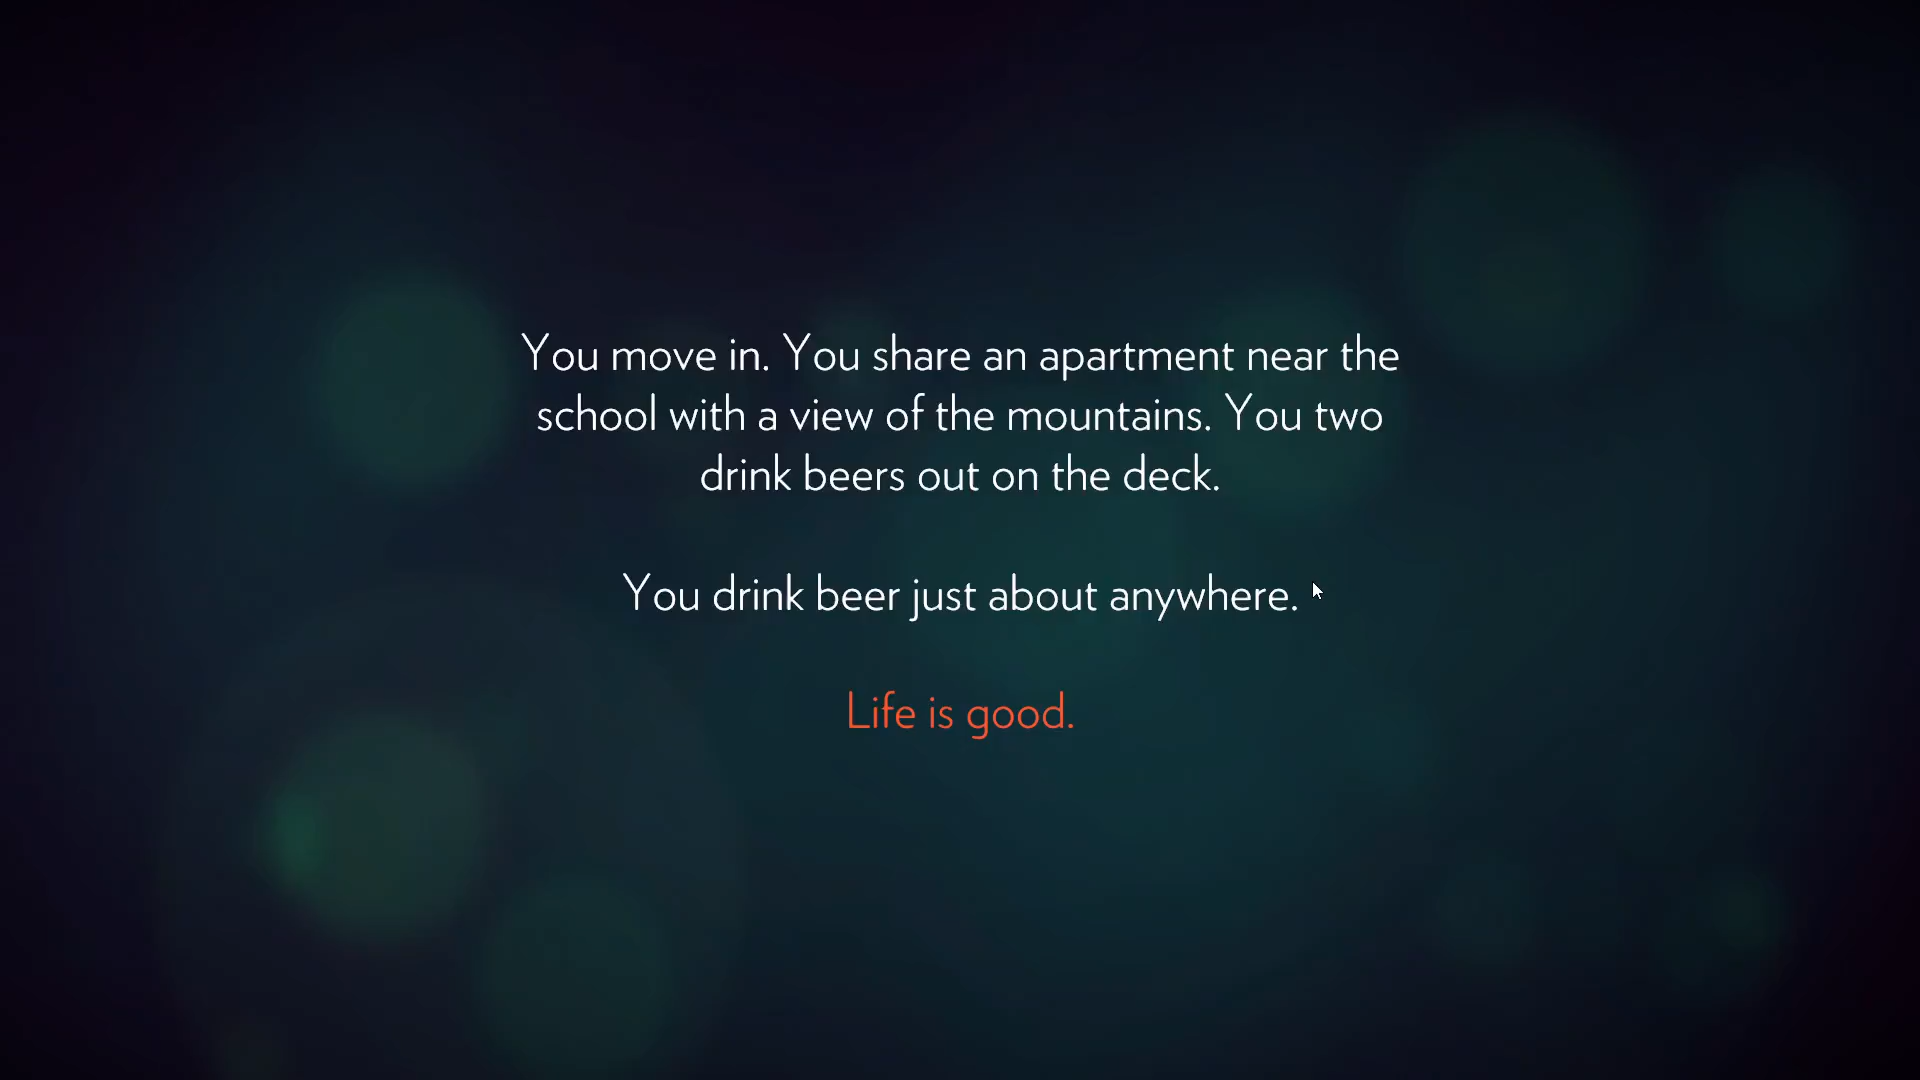 You move in. You share an apartment near the
school with a view of the mountains. You two
drink beers out on the deck.
You drink beer just about anywhere.
Life is good.